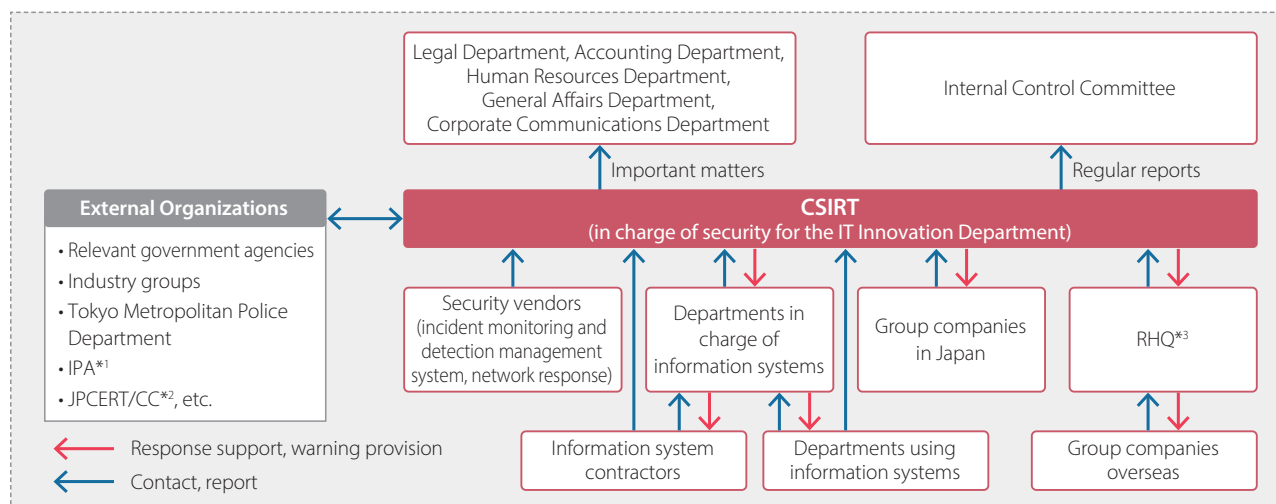 Legal Department, Accounting Department,
Human Resources Department,
General Affairs Department,
Corporate Communications Department
Internal Control Committee
Important matters
Regular reports
External Organizations
• Relevant government agencies
• Industry groups
• Tokyo Metropolitan Police
Department
• IPA*1
• JPCERT/CC*2, etc.
CSIRT
(in charge of security for the IT Innovation Department)
Security vendors
(incident monitoring and
detection management
system, network response)
Departments in
charge of
information systems
Group companies
in Japan
RHQ*3
Information system
contractors
Departments using
information systems
Group companies
overseas
Response support, warning provision
Contact, report